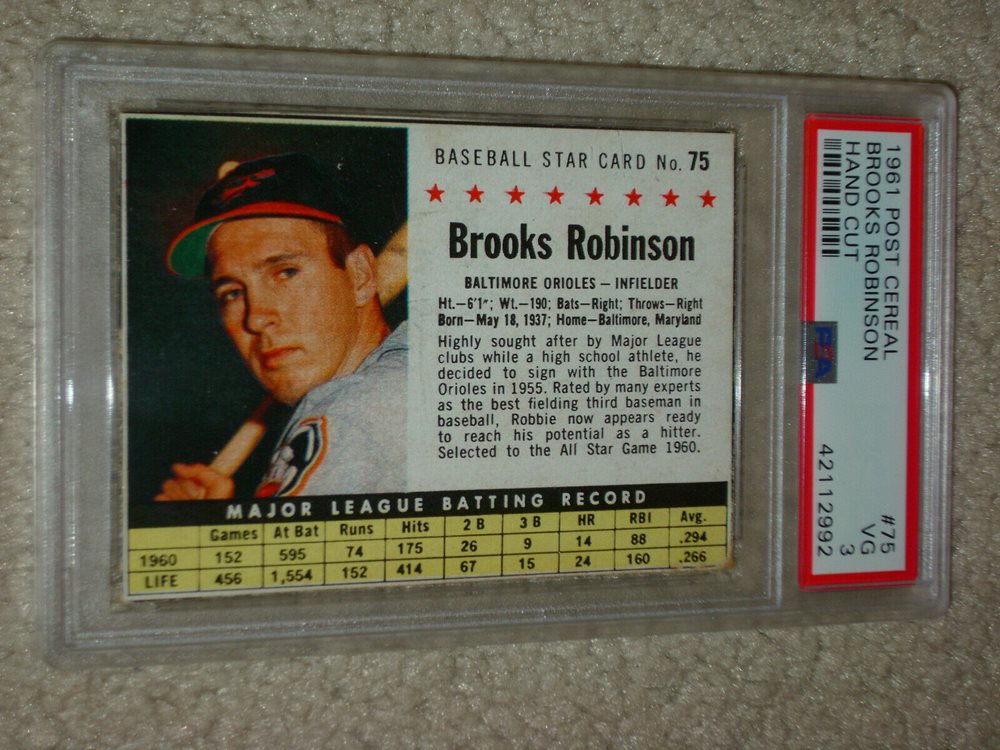 BASEBALL STAR CARD No. 75
Brooks Robinson
BALTIMORE ORIOLES — INFIELDER
Ht.—6'1"; Wt.—190; Bats—Right; Throws—Right
Born—May 18, 1937; Home—Baltimore, Maryland
Highly sought after by Major League
clubs while a high school athlete, he
decided to sign with the Baltimore
Orioles in 1955. Rated by many experts
as the best fielding third baseman in
baseball, Robbie now appears ready
to reach his potential as a hitter.
Selected to the All Star Game 1960.
MAJOR LEAGUE BATTING RECORD
Games At Bat Runs Hits 2 B 3 B HR RBI Avg.
1960 152 595 74 175 26 9 14 88 .294
LIFE 456 1,554 152 414 67 15 24 160 .266
1961 POST CEREAL #75
BROOKS ROBINSON VG
HAND CUT 3
PSA 42112992